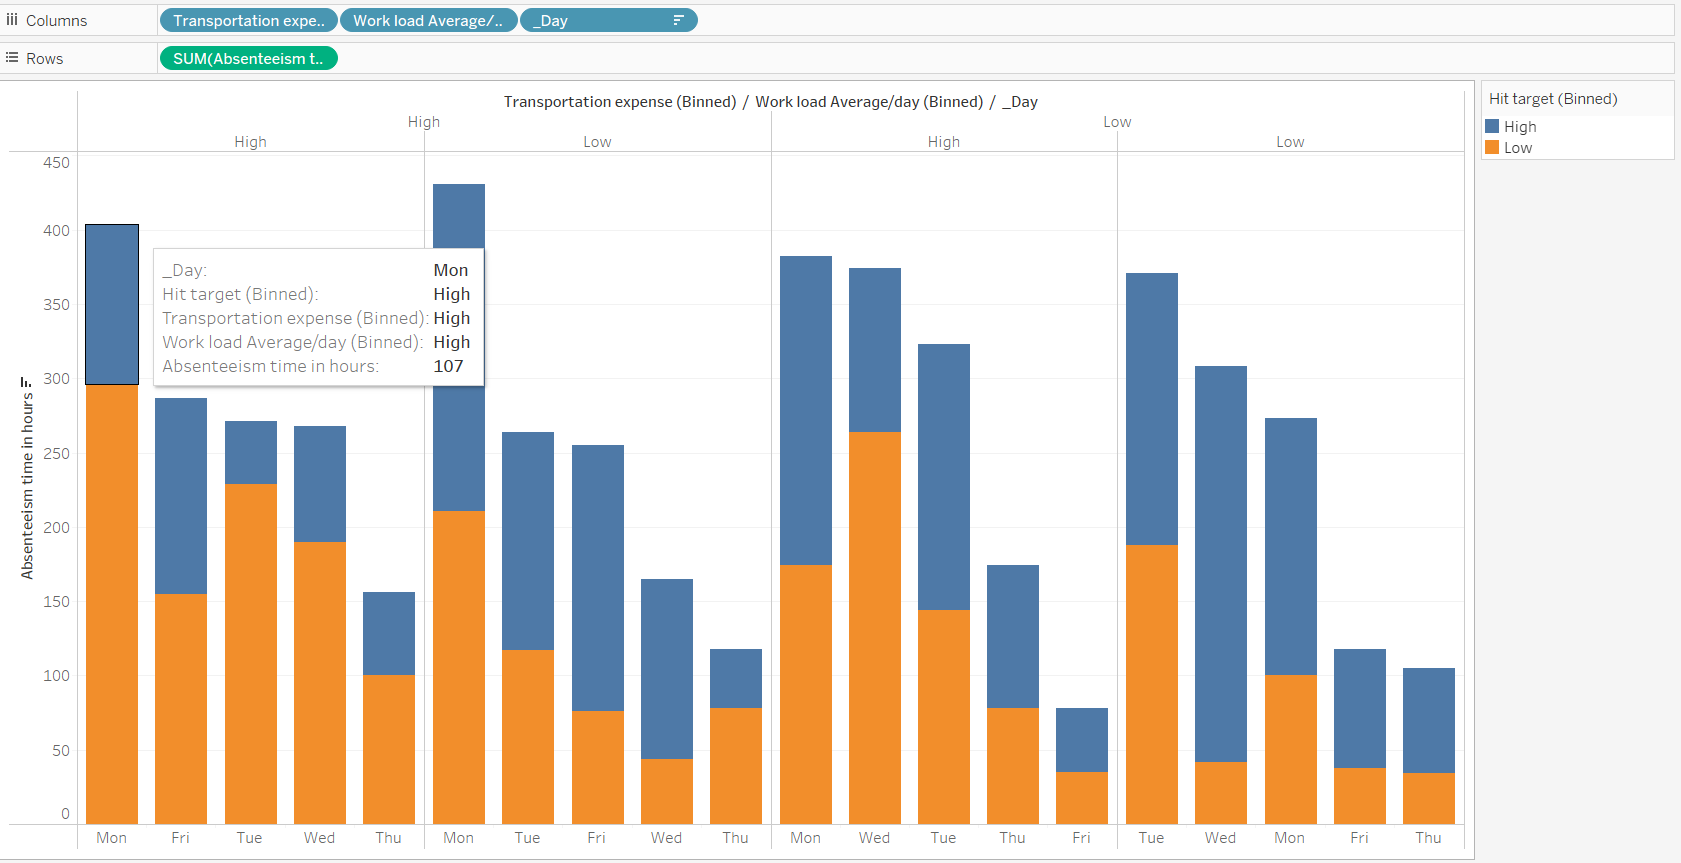 Columns Transportation expe.. Work load Average/.. _Day
Rows SUM(Absenteeism t..
Transportation expense (Binned) / Work load Average/day (Binned) / _Day
High Low
High Low High Low
Hit target (Binned)
High
Low
Absenteeism time in hours
450
400
350
300
250
200
150
100
50
0
_Day: Mon
Hit target (Binned): High
Transportation expense (Binned): High
Work load Average/day (Binned): High
Absenteeism time in hours: 107
Mon Fri Tue Wed Thu Mon Tue Fri Wed Thu Mon Wed Tue Thu Fri Tue Wed Mon Fri Thu